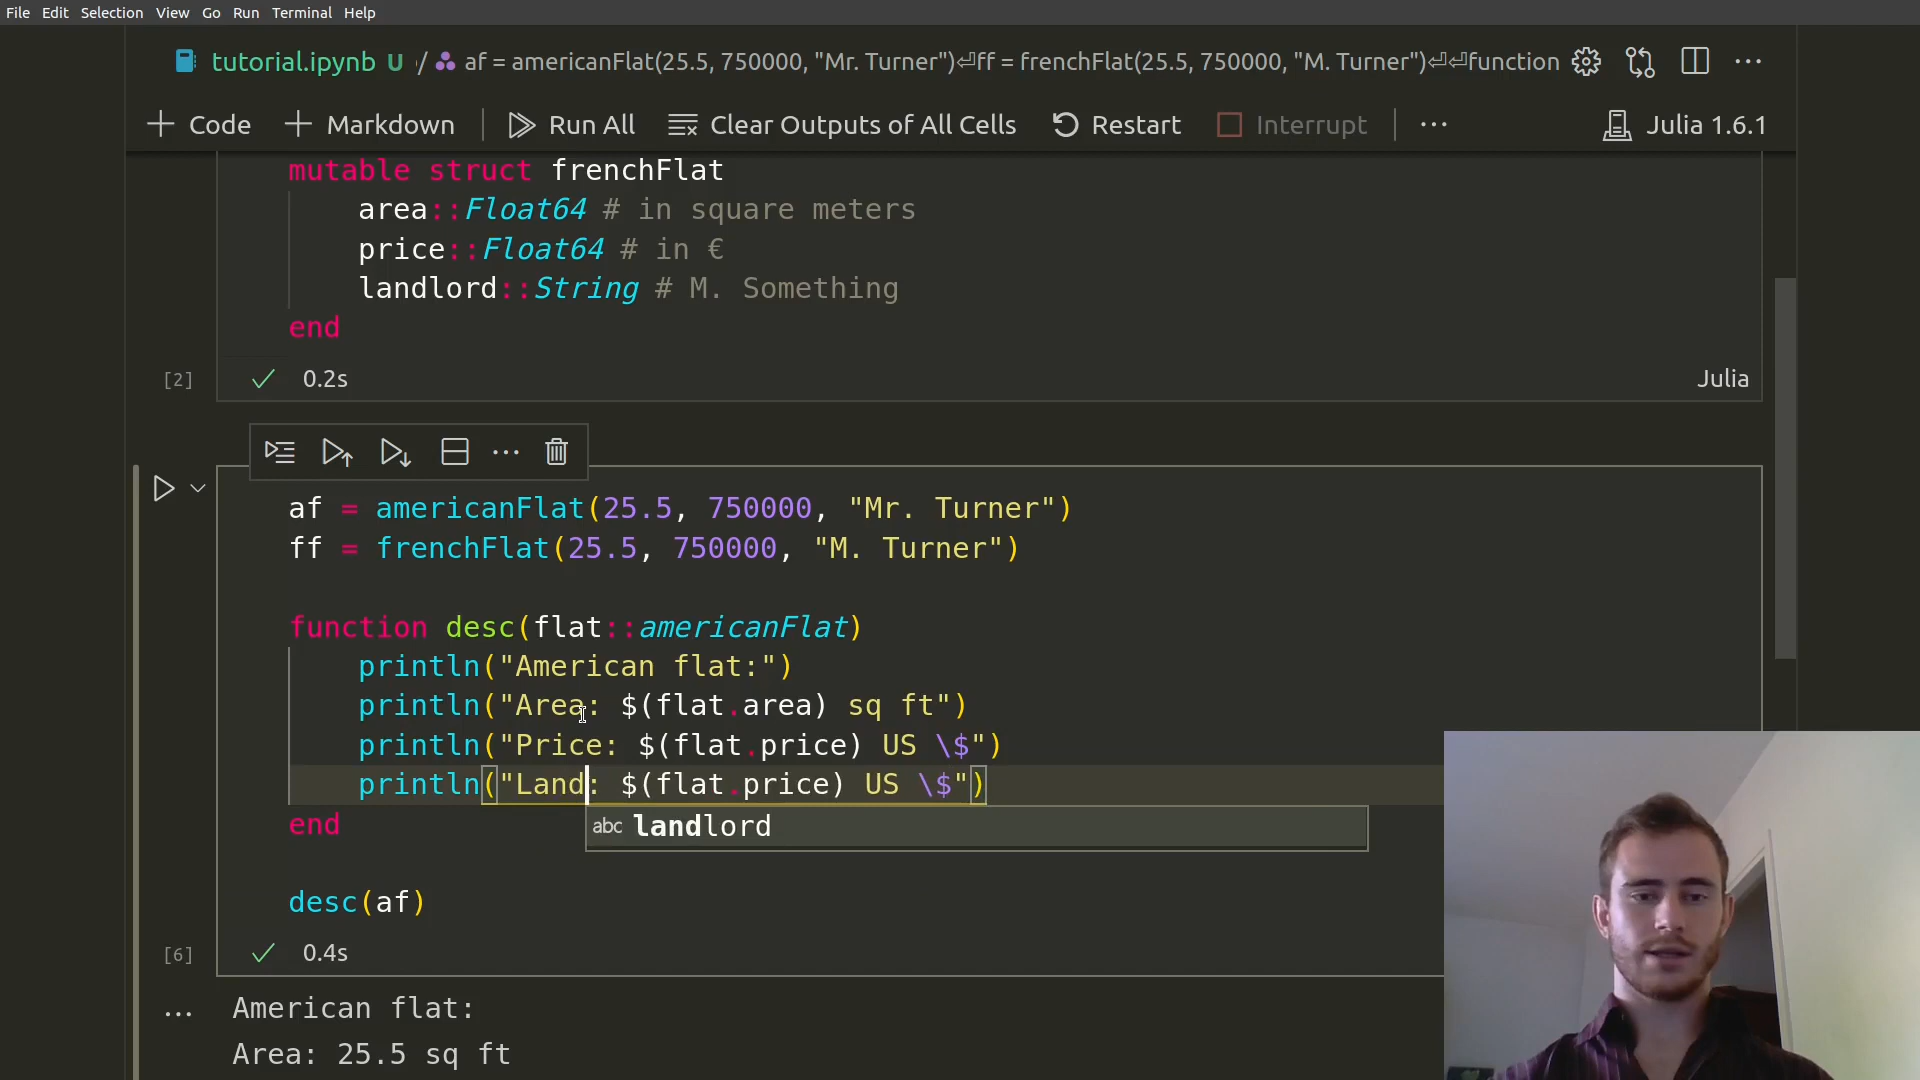 File Edit Selection View Go Run Terminal Help
tutorial.ipynb U / af = americanFlat(25.5, 750000, "Mr. Turner")⏎ff = frenchFlat(25.5, 750000, "M. Turner")⏎⏎function ...
Code Markdown Run All Clear Outputs of All Cells Restart Interrupt ... Julia 1.6.1
mutable struct frenchFlat
area::Float64 # in square meters
price::Float64 # in €
landlord::String # M. Something
end
[2] 0.2s Julia
...
af = americanFlat(25.5, 750000, "Mr. Turner")
ff = frenchFlat(25.5, 750000, "M. Turner")
function desc(flat::americanFlat)
println("American flat:")
println("Area: $(flat.area) sq ft")
println("Price: $(flat.price) US \$")
println("Land: $(flat.price) US \$")
end
abc landlord
desc(af)
[6] 0.4s
... American flat:
Area: 25.5 sq ft